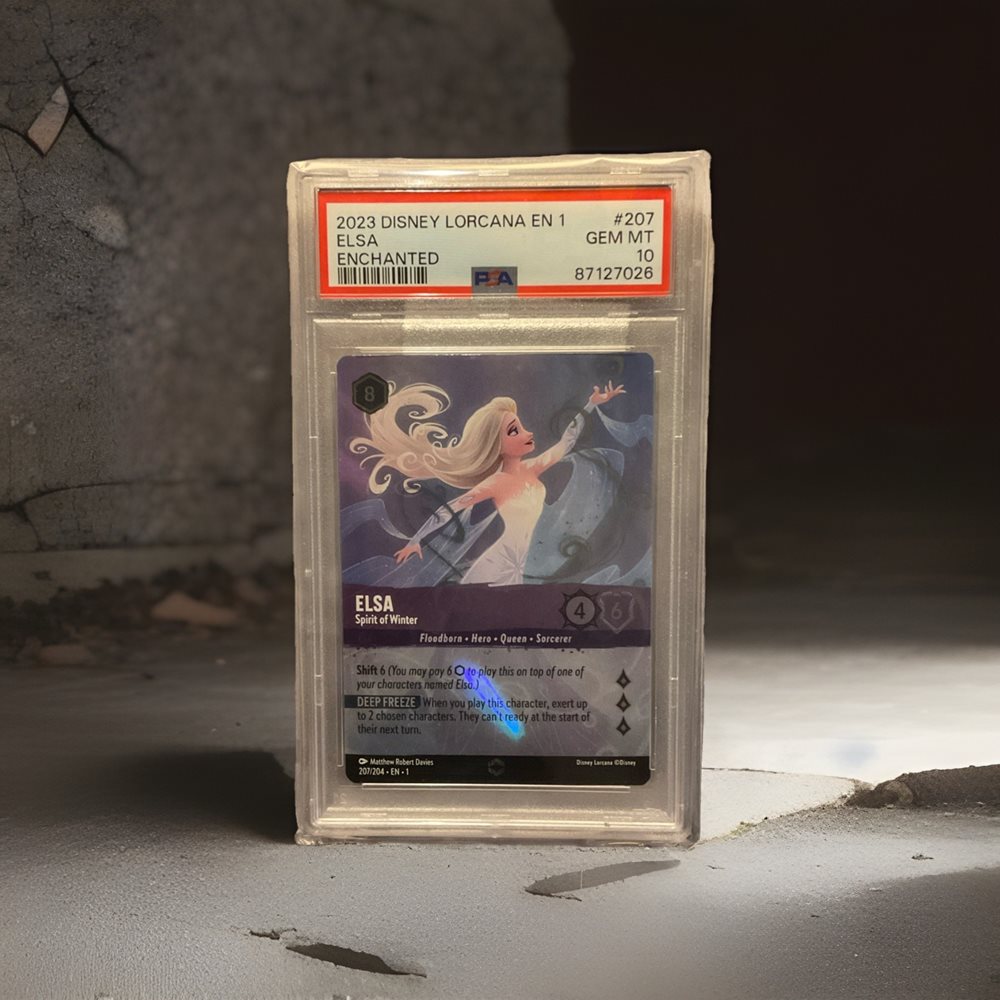 2023 DISNEY LORCANA EN 1 #207
ELSA GEM MT
ENCHANTED 10
PSA 87127026
8
ELSA 4 6
Spirit of Winter
Floodborn • Hero • Queen • Sorcerer
Shift 6 (You may pay 6 ⬡ to play this on top of one of
your characters named Elsa.)
DEEP FREEZE When you play this character, exert up
to 2 chosen characters. They can't ready at the start of
their next turn.
Matthew Robert Davies
207/204 • EN • 1
Disney Lorcana ©Disney